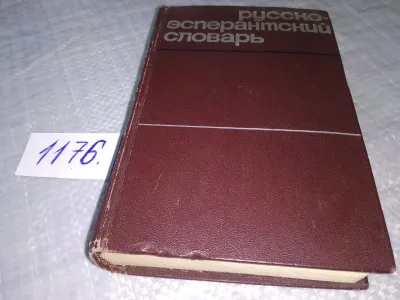 русско-
эсперантский
словарь
1176.